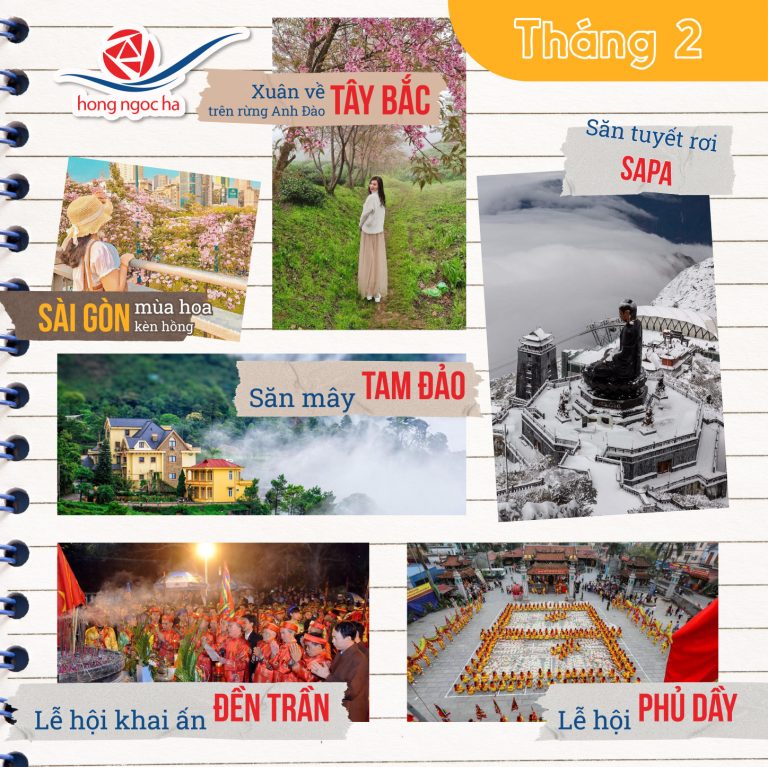 Tháng 2
hong ngoc ha
Xuân về
trên rừng Anh Đào TÂY BẮC
Săn tuyết rơi
SAPA
SÀI GÒN mùa hoa
kèn hồng
Săn mây TAM ĐẢO
Lễ hội khai ấn ĐỀN TRẦN
Lễ hội PHỦ DẦY